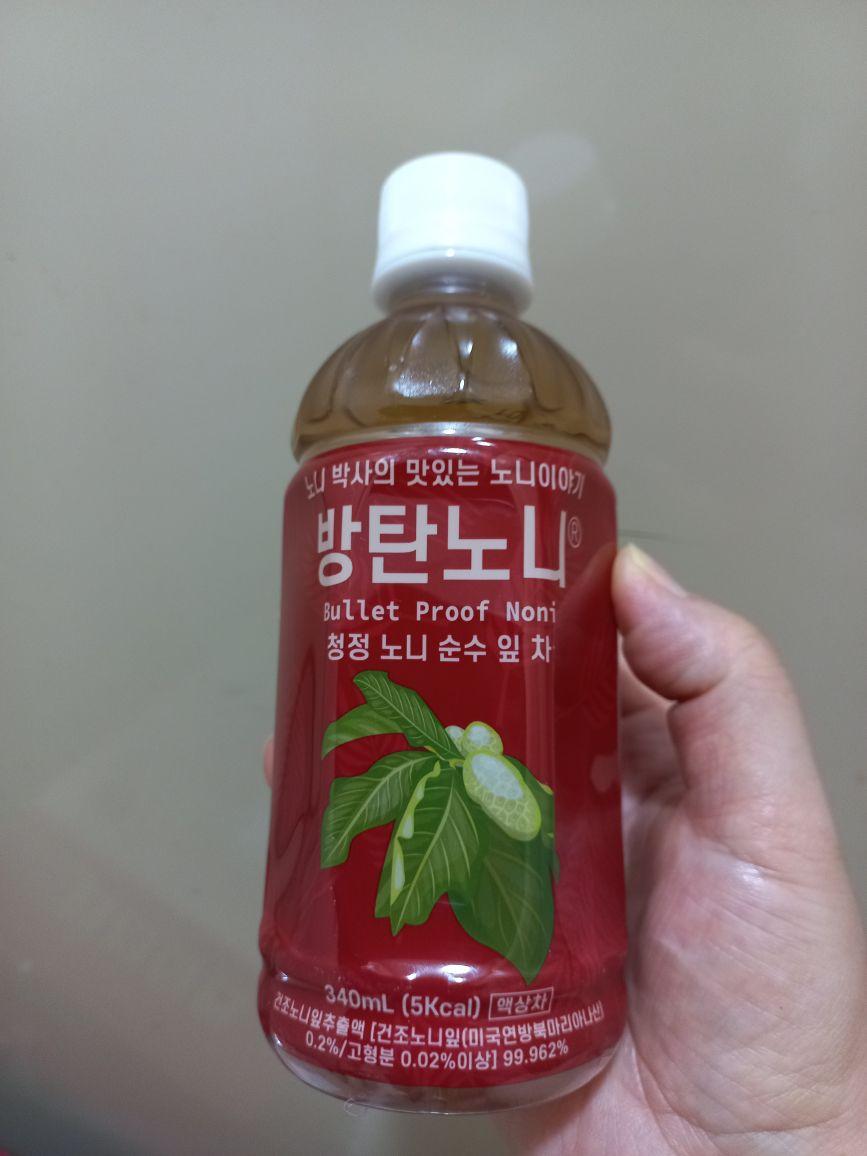 노니 박사의 맛있는 노니이야기
방탄노니®
Bullet Proof Noni
청정 노니 순수 잎 차
340mL (5Kcal) 액상차
건조노니잎추출액 [건조노니잎(미국연방북마리아나산)
0.2%/고형분 0.02%이상] 99.962%